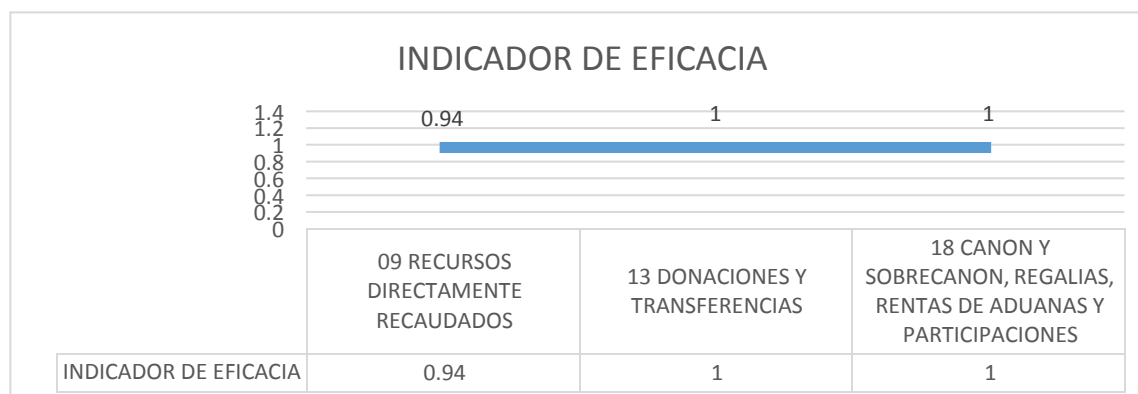 INDICADOR DE EFICACIA
1.4
1.2
1
0.8
0.6
0.4
0.2
0
0.94
1
1
09 RECURSOS
DIRECTAMENTE
RECAUDADOS
13 DONACIONES Y
TRANSFERENCIAS
18 CANON Y
SOBRECANON, REGALIAS,
RENTAS DE ADUANAS Y
PARTICIPACIONES
INDICADOR DE EFICACIA 0.94 1 1